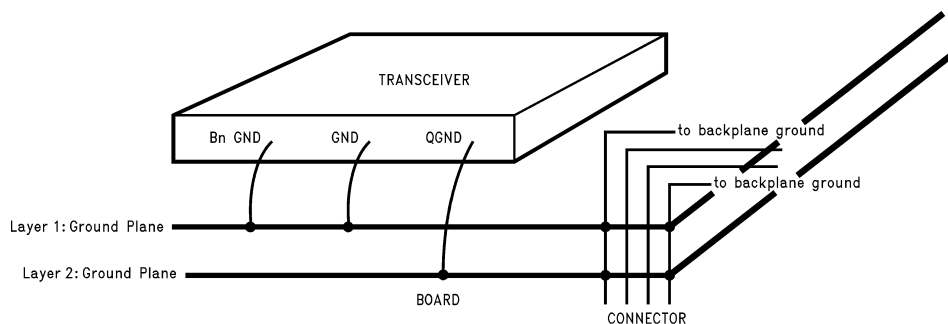 TRANSCEIVER
Bn GND
GND
QGND
to backplane ground
to backplane ground
Layer 1: Ground Plane
Layer 2: Ground Plane
BOARD
CONNECTOR